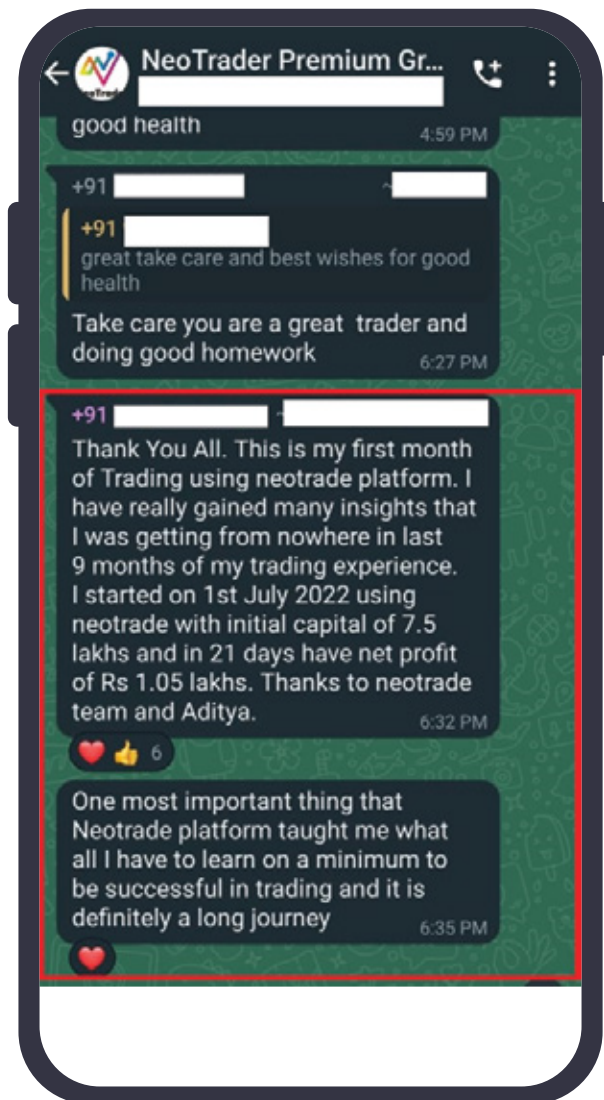 NeoTrader Premium Gr...
good health
4:59 PM
+91
~
+91
great take care and best wishes for good
health
Take care you are a great trader and
doing good homework
6:27 PM
+91 ~
Thank You All. This is my first month
of Trading using neotrade platform. I
have really gained many insights that
I was getting from nowhere in last
9 months of my trading experience.
I started on 1st July 2022 using
neotrade with initial capital of 7.5
lakhs and in 21 days have net profit
of Rs 1.05 lakhs. Thanks to neotrade
team and Aditya.
6:32 PM
6
One most important thing that
Neotrade platform taught me what
all I have to learn on a minimum to
be successful in trading and it is
definitely a long journey
6:35 PM